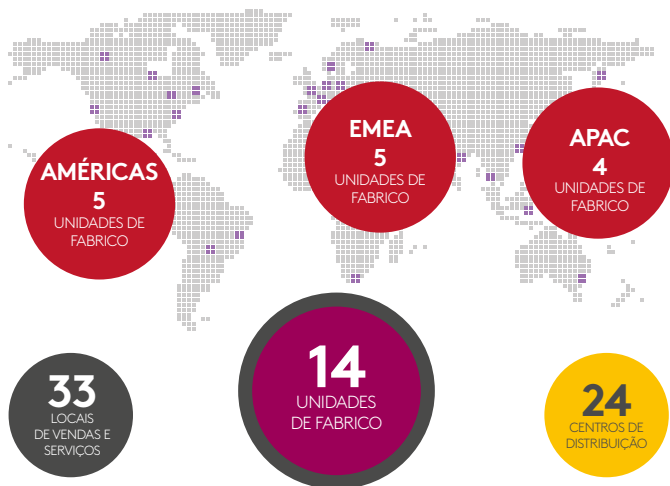 AMÉRICAS
5
UNIDADES DE
FABRICO
EMEA
5
UNIDADES DE
FABRICO
APAC
4
UNIDADES DE
FABRICO
33
LOCAIS
DE VENDAS E
SERVIÇOS
14
UNIDADES
DE FABRICO
24
CENTROS DE
DISTRIBUIÇÃO